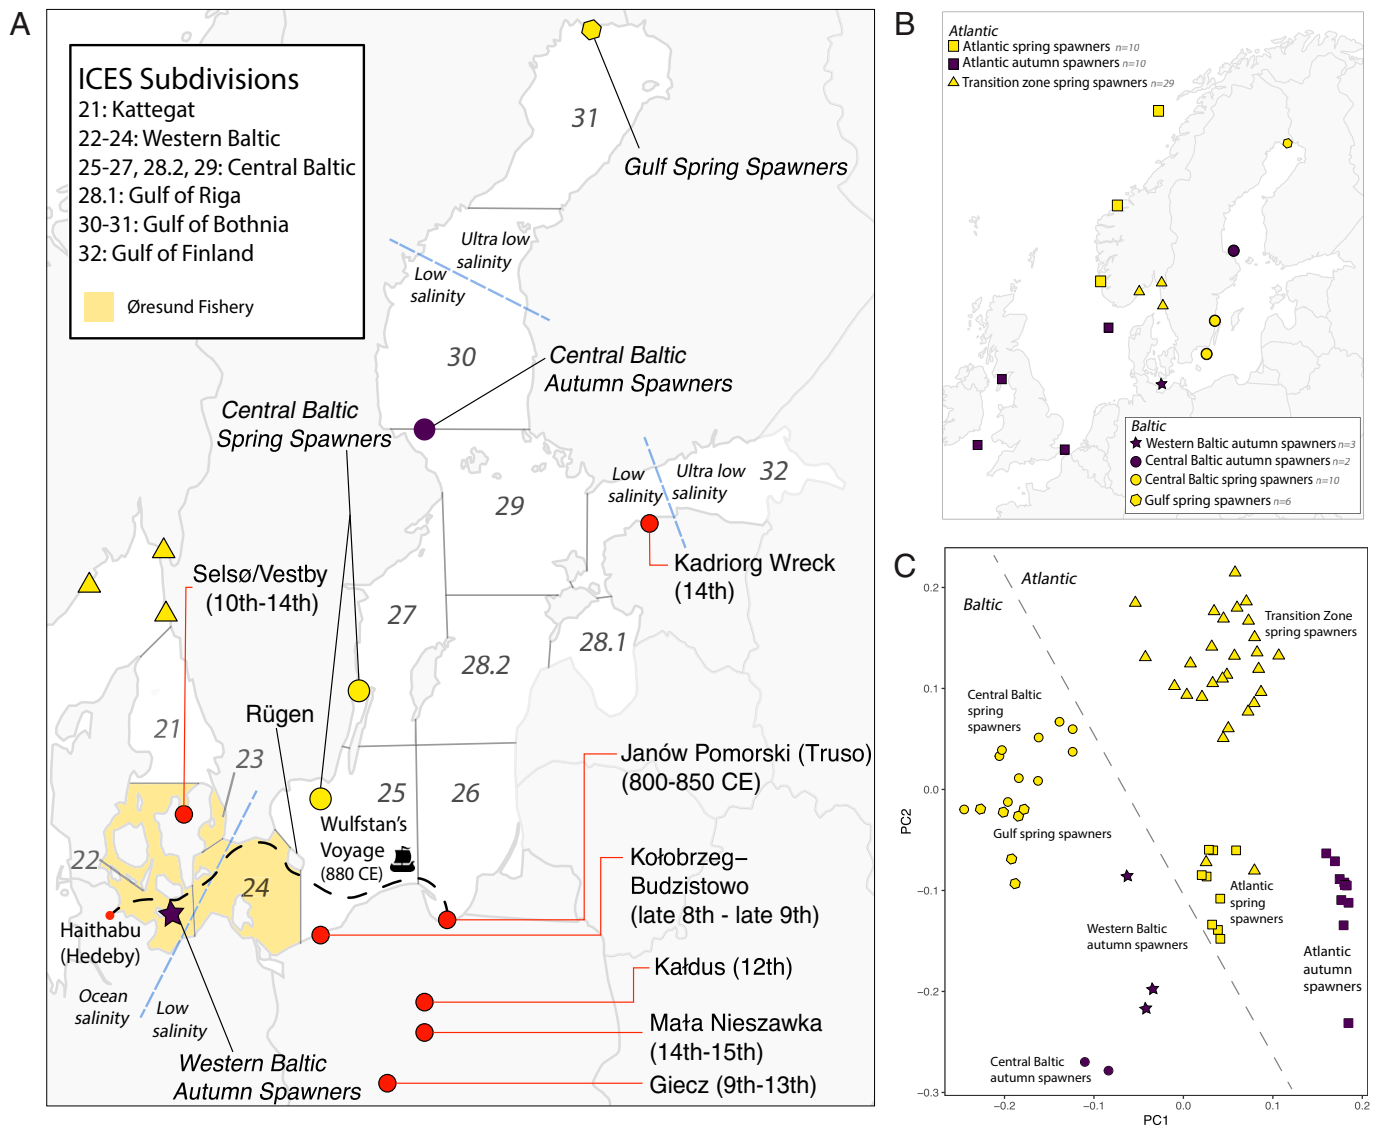 A
ICES Subdivisions
21: Kattegat
22-24: Western Baltic
25-27, 28.2, 29: Central Baltic
28.1: Gulf of Riga
30-31: Gulf of Bothnia
32: Gulf of Finland
Øresund Fishery
31
Gulf Spring Spawners
Ultra low
salinity
Low
salinity
30
Central Baltic
Autumn Spawners
Central Baltic
Spring Spawners
Low
salinity
Ultra low
salinity
32
29
Kadriorg Wreck
(14th)
Selsø/Vestby
(10th-14th)
27
28.1
28.2
Rügen
21
23
25
26
Janów Pomorski (Truso)
(800-850 CE)
Wulfstan's
Voyage
(880 CE)
22
24
Kołobrzeg–
Budzistowo
(late 8th - late 9th)
Haithabu
(Hedeby)
Kałdus (12th)
Ocean
salinity
Low
salinity
Mała Nieszawka
(14th-15th)
Western Baltic
Autumn Spawners
Giecz (9th-13th)
B
Atlantic
Atlantic spring spawners n=10
Atlantic autumn spawners n=10
Transition zone spring spawners n=29
Baltic
Western Baltic autumn spawners n=3
Central Baltic autumn spawners n=2
Central Baltic spring spawners n=10
Gulf spring spawners n=6
C
Atlantic
Baltic
Transition Zone
spring spawners
Central Baltic
spring
spawners
Gulf spring spawners
Atlantic
spring
spawners
Western Baltic
autumn spawners
Atlantic
autumn
spawners
Central Baltic
autumn spawners
0.2
0.1
0.0
−0.1
−0.2
−0.3
PC2
−0.2
−0.1
0.0
0.1
0.2
PC1